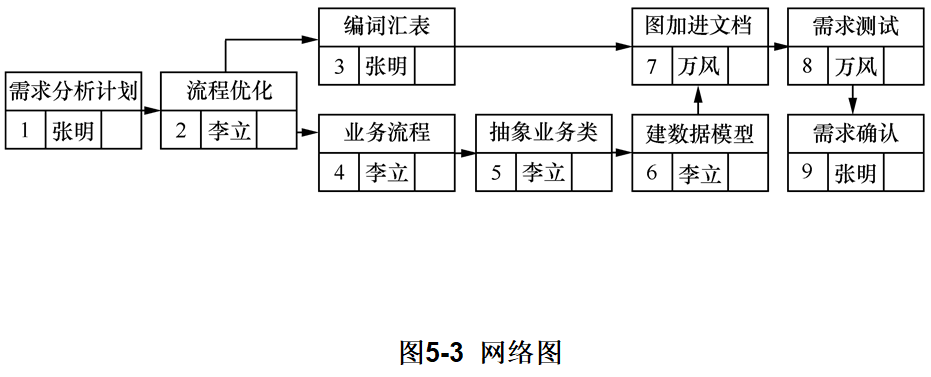 编词汇表
3 张明
图加进文档
7 万风
需求测试
8 万风
需求分析计划
1 张明
流程优化
2 李立
业务流程
4 李立
抽象业务类
5 李立
建数据模型
6 李立
需求确认
9 张明
图5-3 网络图